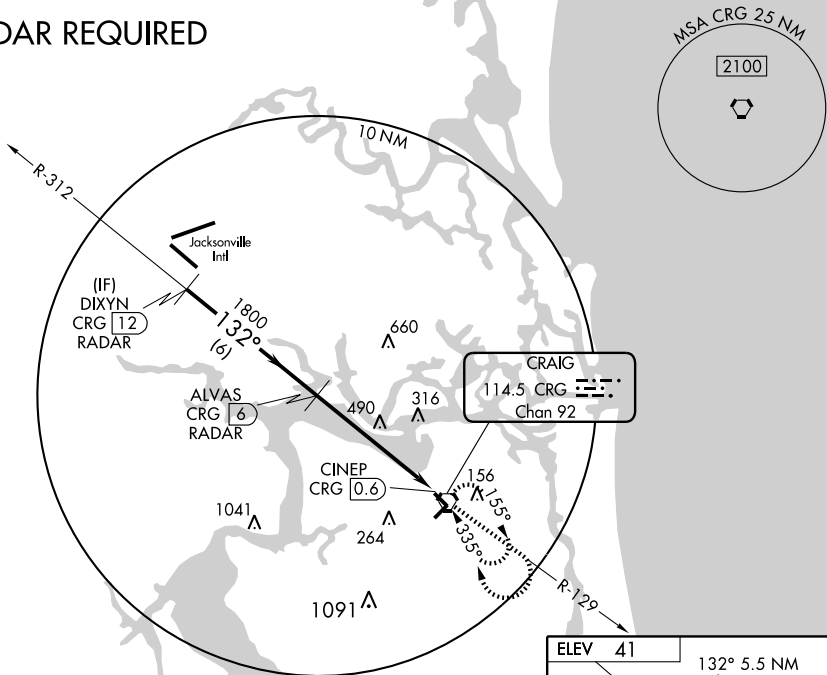 DAR REQUIRED
MSA CRG 25 NM
2100
10 NM
R-312
Jacksonville
Intl
(IF)
DIXYN
CRG 12
RADAR
1800
132°
(6)
660
ALVAS
CRG 6
RADAR
490
316
CRAIG
114.5 CRG
Chan 92
CINEP
CRG 0.6
156
155°
335°
1041
264
1091
R-129
ELEV 41
132° 5.5 NM